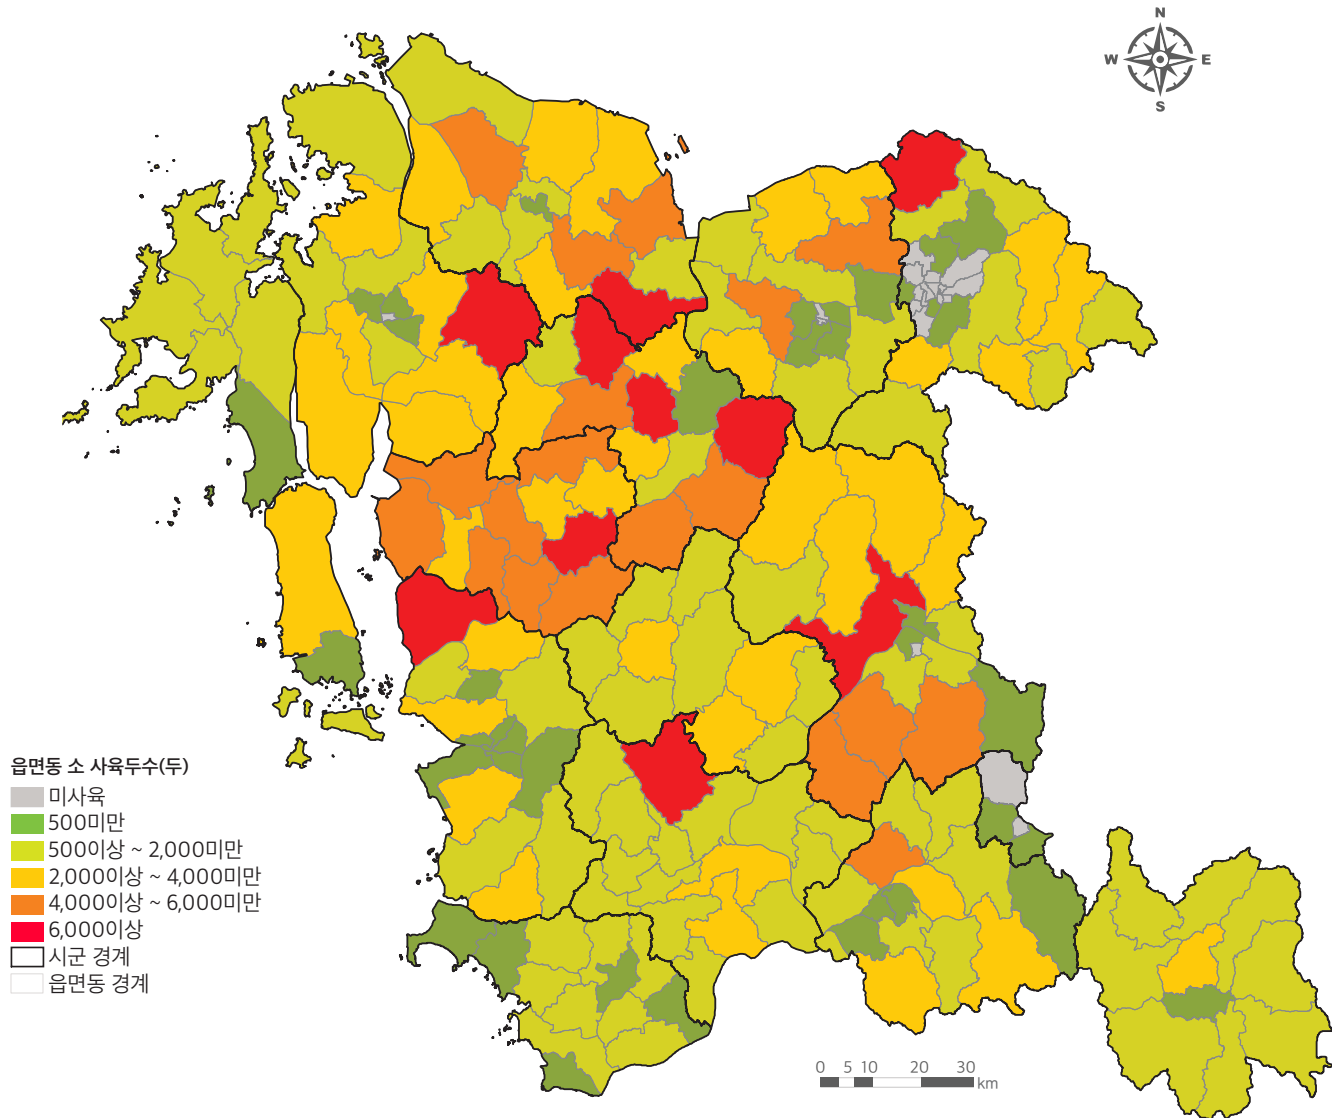 N
W E
S
읍면동 소 사육두수(두)
미사육
500미만
500이상 ~ 2,000미만
2,000이상 ~ 4,000미만
4,000이상 ~ 6,000미만
6,000이상
시군 경계
읍면동 경계
0 5 10 20 30
km